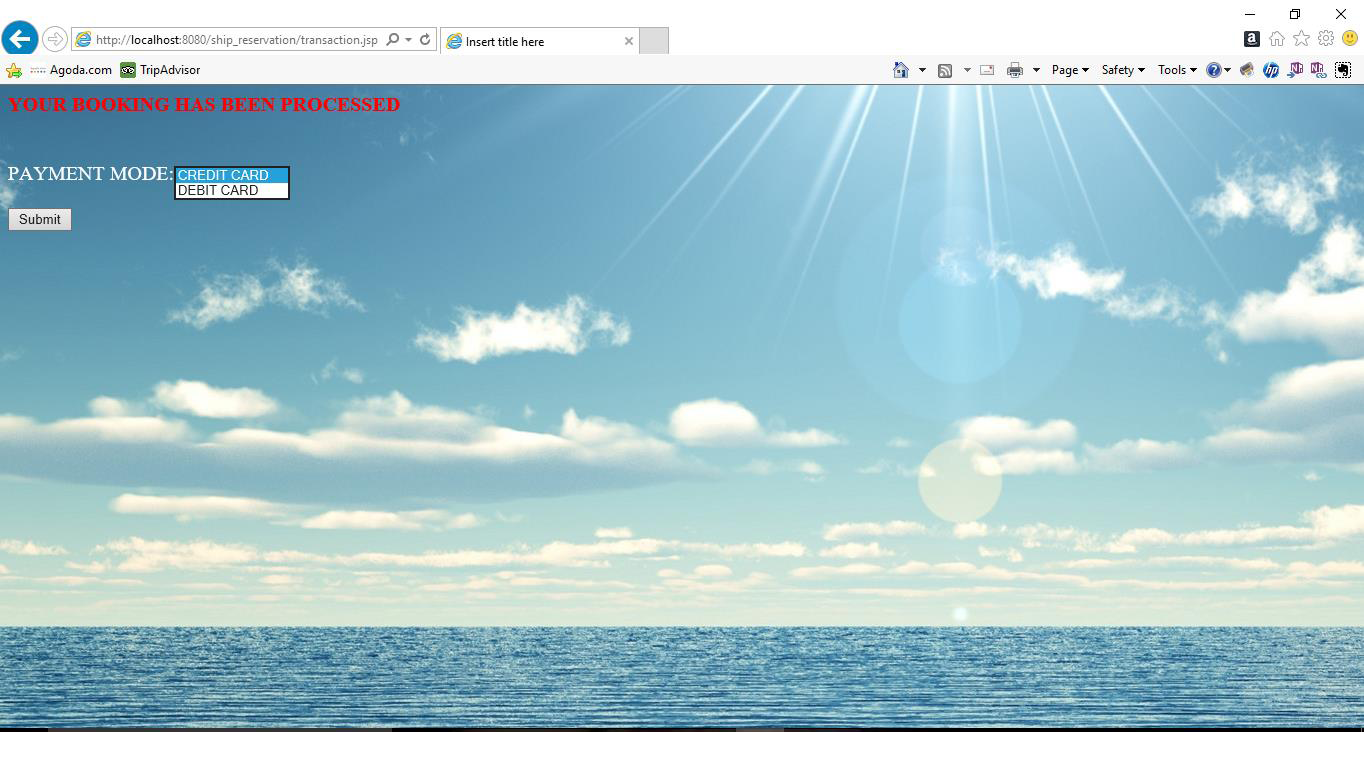 http://localhost:8080/ship_reservation/transaction.jsp
Insert title here
Agoda.com TripAdvisor
Page Safety Tools
YOUR BOOKING HAS BEEN PROCESSED
PAYMENT MODE: CREDIT CARD
DEBIT CARD
Submit